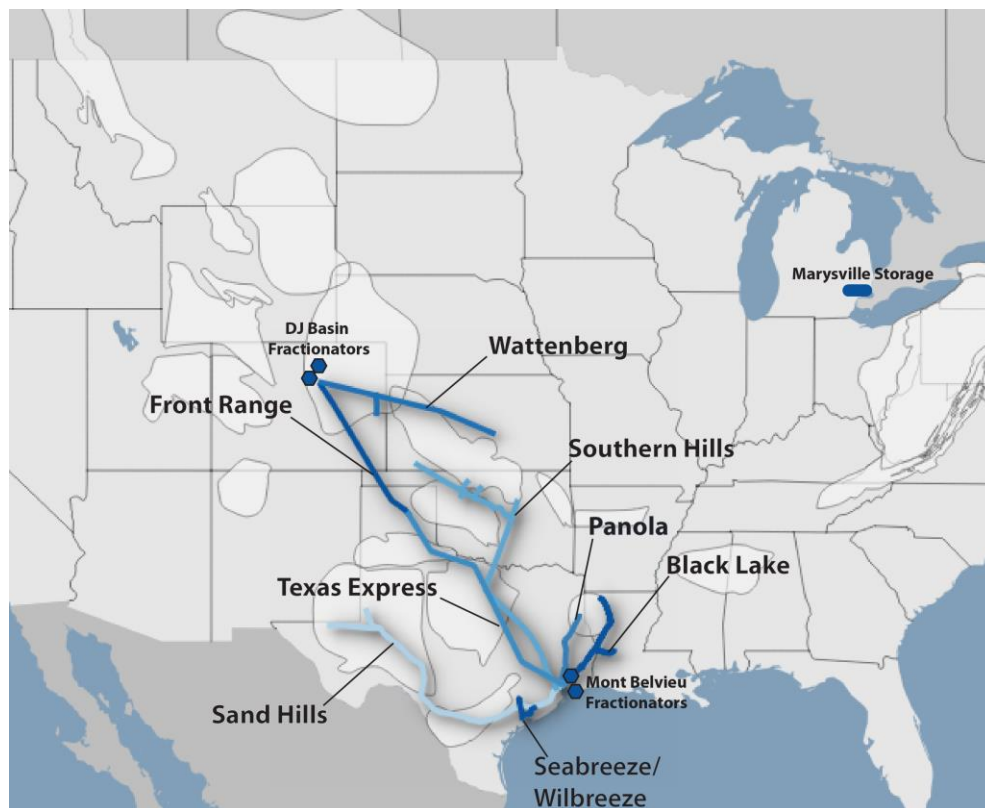 Marysville Storage
DJ Basin
Fractionators
Wattenberg
Front Range
Southern Hills
Panola
Black Lake
Texas Express
Mont Belvieu
Fractionators
Sand Hills
Seabreeze/
Wilbreeze